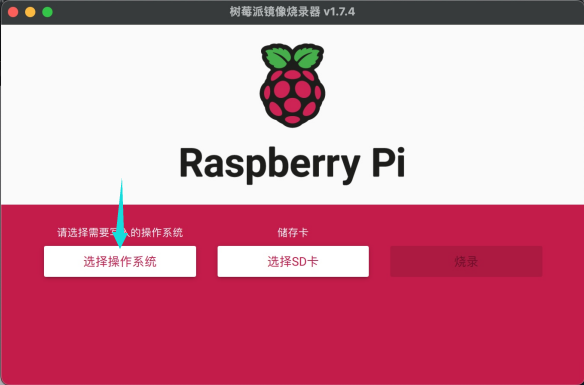 树莓派镜像烧录器 v1.7.4
Raspberry Pi
请选择需要写入的操作系统
储存卡
选择操作系统
选择SD卡
烧录